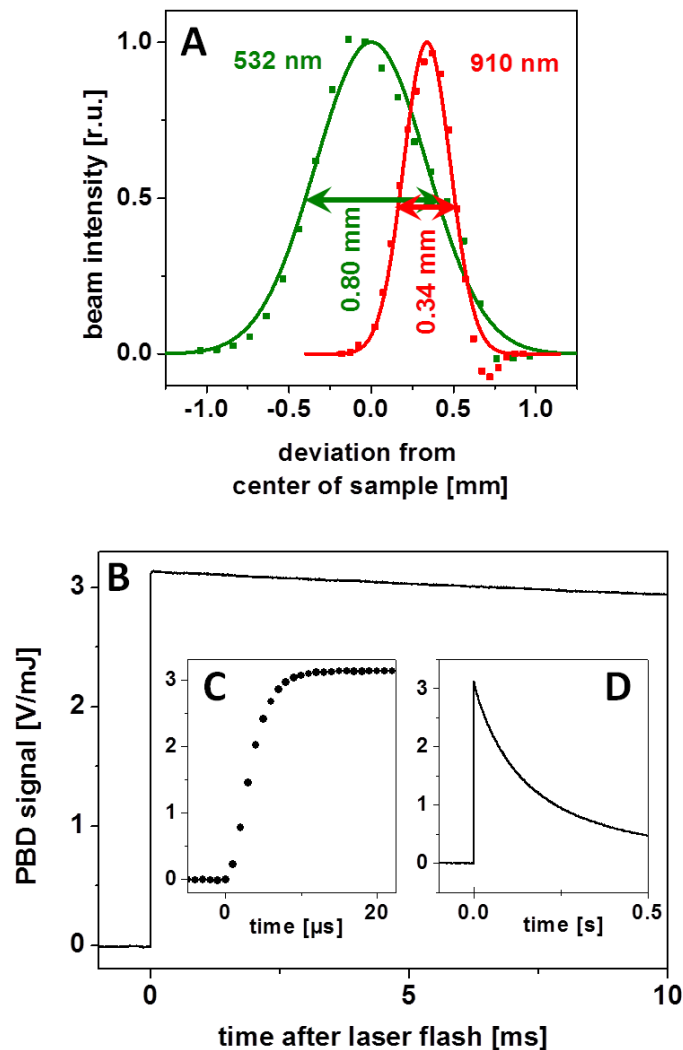 A
532 nm
910 nm
1.0
0.5
0.0
beam intensity [r.u.]
0.80 mm
0.34 mm
-1.0 -0.5 0.0 0.5 1.0
deviation from
center of sample [mm]
B
3
2
1
0
PBD signal [V/mJ]
C
3
2
1
0
0 20
time [µs]
D
3
2
1
0
0.0 0.5
time [s]
0 5 10
time after laser flash [ms]